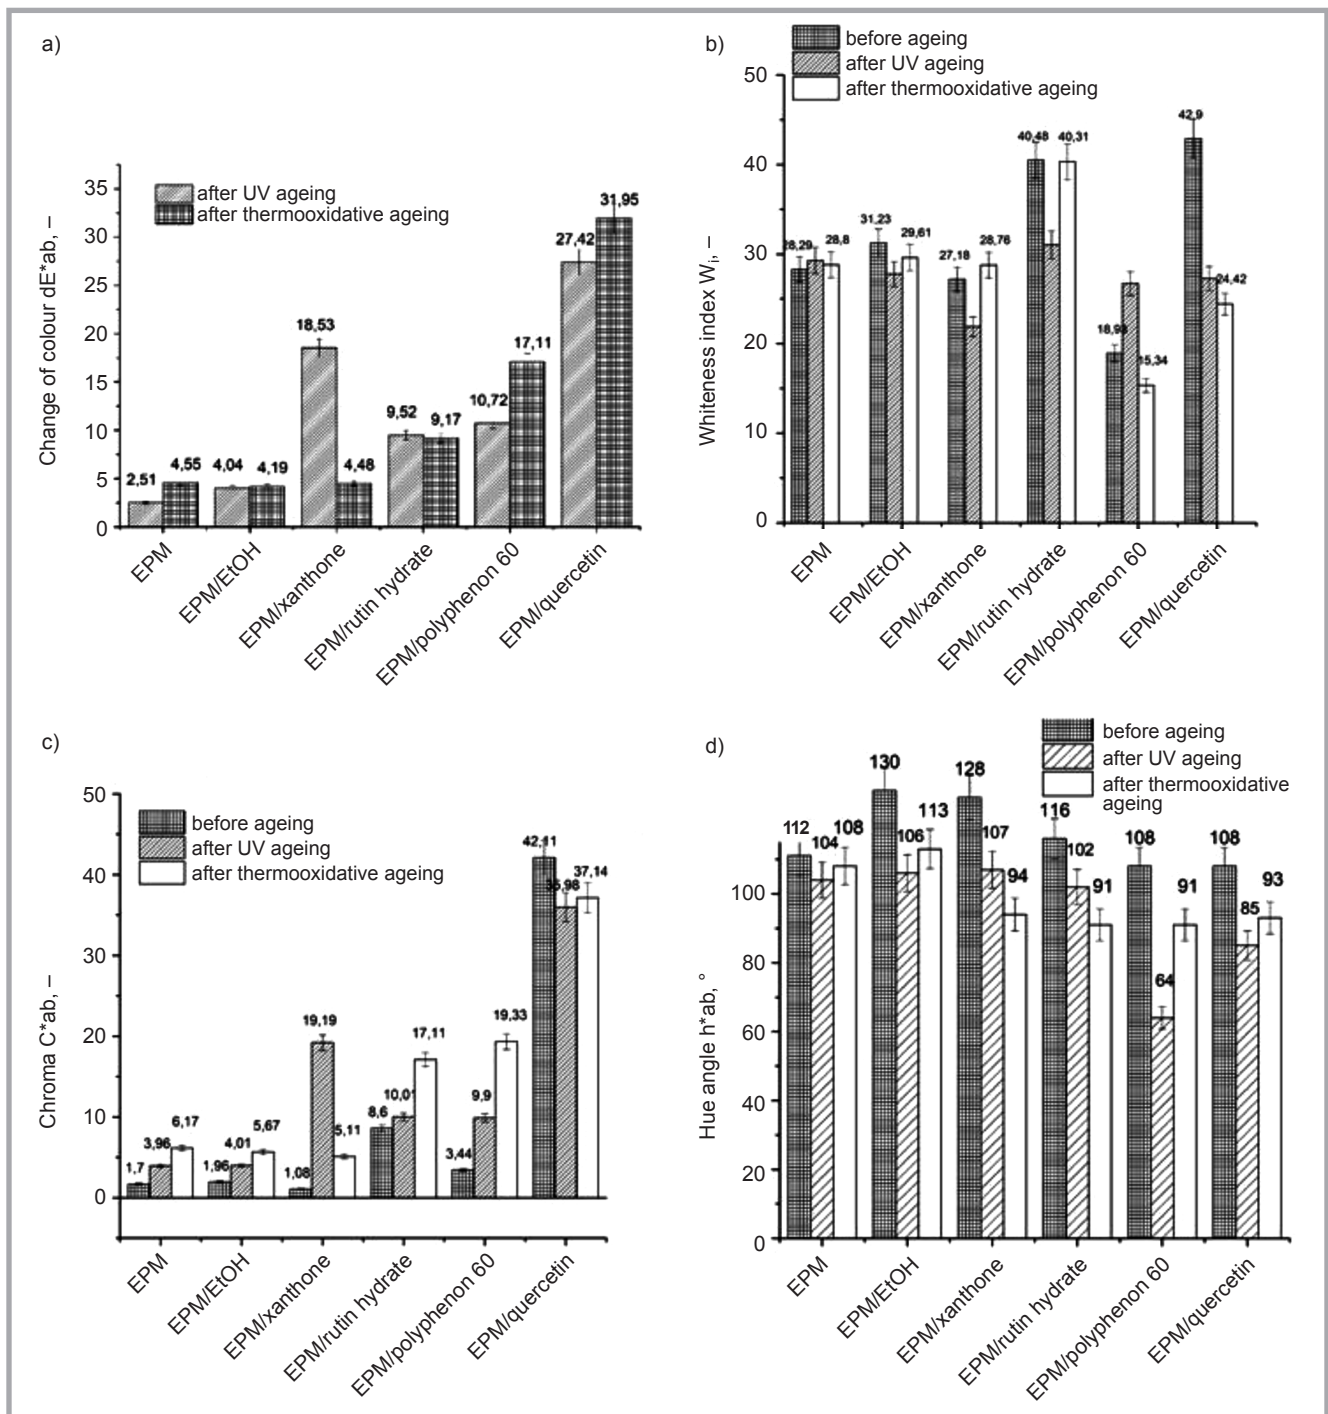 a)
Change of colour dE*ab, –
35
30
25
20
15
10
5
0
after UV ageing
after thermooxidative ageing
2,51
4,55
4,04
4,19
18,53
4,48
9,52
9,17
10,72
17,11
27,42
31,95
EPM
EPM/EtOH
EPM/xanthone
EPM/rutin hydrate
EPM/polyphenon 60
EPM/quercetin
b)
before ageing
after UV ageing
after thermooxidative ageing
Whiteness index Wi, –
50
40
30
20
10
0
28,29
28,8
31,23
29,61
27,18
28,76
40,48
40,31
15,34
42,9
24,42
EPM
EPM/EtOH
EPM/xanthone
EPM/rutin hydrate
EPM/polyphenon 60
EPM/quercetin
c)
Chroma C*ab, –
50
40
30
20
10
0
before ageing
after UV ageing
after thermooxidative ageing
1,7
3,96
6,17
1,96
4,01
5,67
1,08
19,19
5,11
8,6
10,01
17,11
3,44
9,9
19,33
42,11
35,98
37,14
EPM
EPM/EtOH
EPM/xanthone
EPM/rutin hydrate
EPM/polyphenon 60
EPM/quercetin
d)
before ageing
after UV ageing
after thermooxidative
ageing
Hue angle h*ab, °
100
80
60
40
20
0
112
104
108
130
106
113
128
107
94
116
102
91
108
64
91
108
85
93
EPM
EPM/EtOH
EPM/xanthone
EPM/rutin hydrate
EPM/polyphenon 60
EPM/quercetin